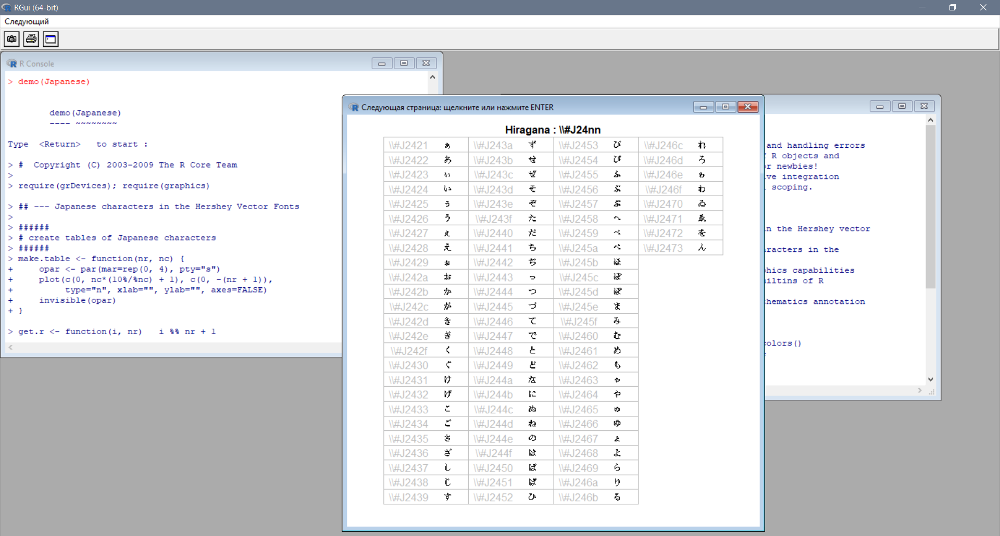 RGui (64-bit)
Следующий
R Console
> demo(Japanese)
demo(Japanese)
---- ~~~~~~~~
Type <Return> to start :
> # Copyright (C) 2003-2009 The R Core Team
>
> require(grDevices); require(graphics)
> ## --- Japanese characters in the Hershey Vector Fonts
>
> ######
> # create tables of Japanese characters
> ######
> make.table <- function(nr, nc) {
+ opar <- par(mar=rep(0, 4), pty="s")
+ plot(c(0, nc*(10%/%nc) + 1), c(0, -(nr + 1)),
+ type="n", xlab="", ylab="", axes=FALSE)
+ invisible(opar)
+ }
> get.r <- function(i, nr) i %% nr + 1
Следующая страница: щелкните или нажмите ENTER
Hiragana : \\#J24nn
\\#J2421 ぁ \\#J243a ず \\#J2453 び \\#J246c れ
\\#J2422 あ \\#J243b せ \\#J2454 ぴ \\#J246d ろ
\\#J2423 ぃ \\#J243c ぜ \\#J2455 ふ \\#J246e ゎ
\\#J2424 い \\#J243d そ \\#J2456 ぶ \\#J246f わ
\\#J2425 ぅ \\#J243e ぞ \\#J2457 ぷ \\#J2470 ゐ
\\#J2426 う \\#J243f た \\#J2458 へ \\#J2471 ゑ
\\#J2427 ぇ \\#J2440 だ \\#J2459 べ \\#J2472 を
\\#J2428 え \\#J2441 ち \\#J245a ぺ \\#J2473 ん
\\#J2429 ぉ \\#J2442 ぢ \\#J245b ほ
\\#J242a お \\#J2443 っ \\#J245c ぼ
\\#J242b か \\#J2444 つ \\#J245d ぽ
\\#J242c が \\#J2445 づ \\#J245e ま
\\#J242d き \\#J2446 て \\#J245f み
\\#J242e ぎ \\#J2447 で \\#J2460 む
\\#J242f く \\#J2448 と \\#J2461 め
\\#J2430 ぐ \\#J2449 ど \\#J2462 も
\\#J2431 け \\#J244a な \\#J2463 ゃ
\\#J2432 げ \\#J244b に \\#J2464 や
\\#J2433 こ \\#J244c ぬ \\#J2465 ゅ
\\#J2434 ご \\#J244d ね \\#J2466 ゆ
\\#J2435 さ \\#J244e の \\#J2467 ょ
\\#J2436 ざ \\#J244f は \\#J2468 よ
\\#J2437 し \\#J2450 ば \\#J2469 ら
\\#J2438 じ \\#J2451 ぱ \\#J246a り
\\#J2439 す \\#J2452 ひ \\#J246b る
and handling errors
R objects and
newbies!
integration
scoping.
in the Hershey vector
in the
capabilities
of R
annotation
colors()